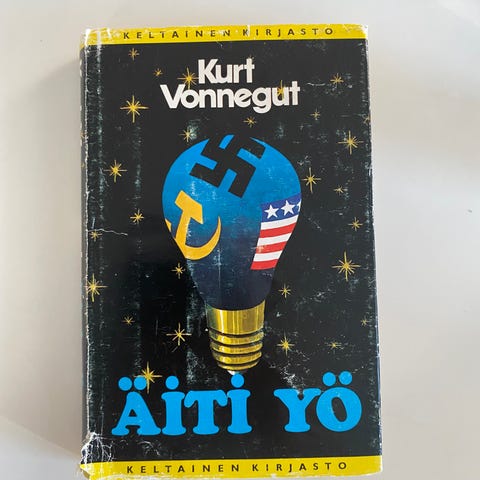 KELTAINEN KIRJASTO
Kurt
Vonnegut
ÄITI YÖ
KELTAINEN KIRJASTO